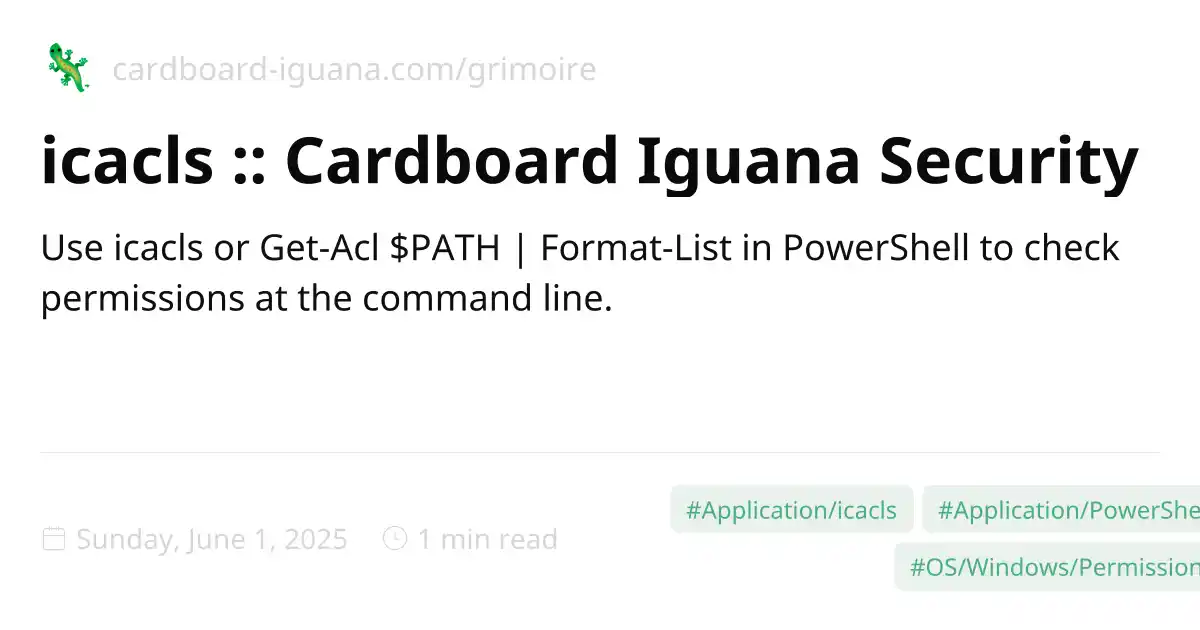 cardboard-iguana.com/grimoire
icacls :: Cardboard Iguana Security
Use icacls or Get-Acl $PATH | Format-List in PowerShell to check
permissions at the command line.
#Application/icacls #Application/PowerShe
Sunday, June 1, 2025 1 min read
#OS/Windows/Permission